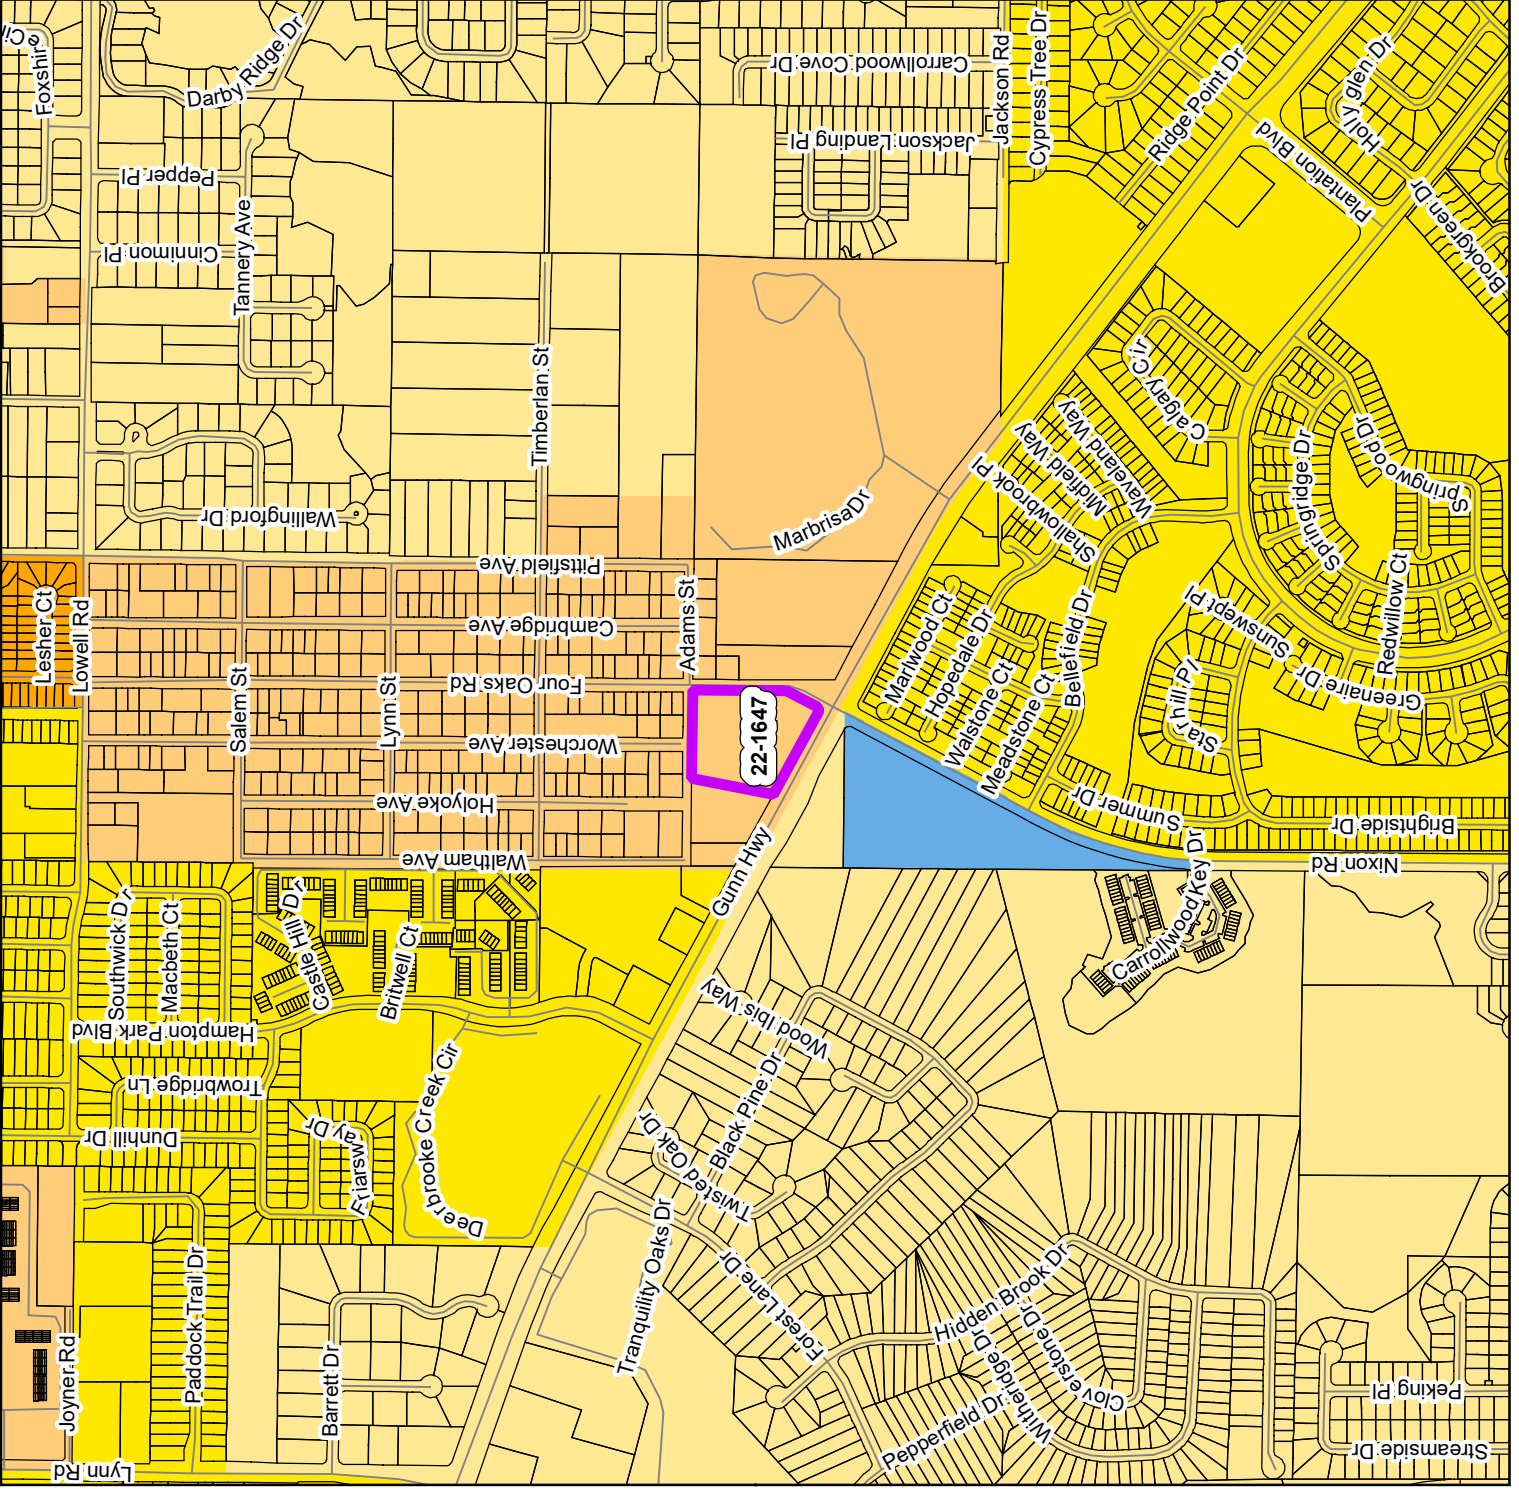 Foxshire Cir
Darby Ridge Dr
Carrollwood Cove Dr
Jackson Rd
Cypress Tree Dr
Ridge Point Dr
Holly glen Dr
Jackson Landing Pl
Plantation Blvd
Pepper Pl
Tannery Ave
Cinnimon Pl
Brookgreen Dr
Timberlan St
Calgary Cir
Wallingford Dr
Marbrisa Dr
Shallowbrook Pl
Midfield Way
Waveland Way
Springridge Dr
Springwood Dr
Pittsfield Ave
Lesher Ct
Lowell Rd
Cambridge Ave
Adams St
Marlwood Ct
Hopedale Dr
Bellefield Dr
Sunswept Pl
Redwillow Ct
Salem St
Lynn St
Four Oaks Rd
22-1647
Walstone Ct
Meadstone Ct
Starhill Pl
Greenaire Dr
Worchester Ave
Holyoke Ave
Summer Dr
Brightside Dr
Waltham Ave
Gunn Hwy
Nixon Rd
Southwick Dr
Macbeth Ct
Castle Hill Dr
Britwell Ct
Carrollwood Key Dr
Hampton Park Blvd
Wood Ibis Way
Trowbridge Ln
Dunhill Dr
Friarsway Dr
Deerbrooke Creek Cir
Black Pine Dr
Twisted Oak Dr
Paddock Trail Dr
Tranquility Oaks Dr
Forest Lane Dr
Hidden Brook Dr
Joyner Rd
Barrett Dr
Witheridge Dr
Cloverstone Dr
Peking Pl
Pepperfield Dr
Lynn Rd
Streamside Dr